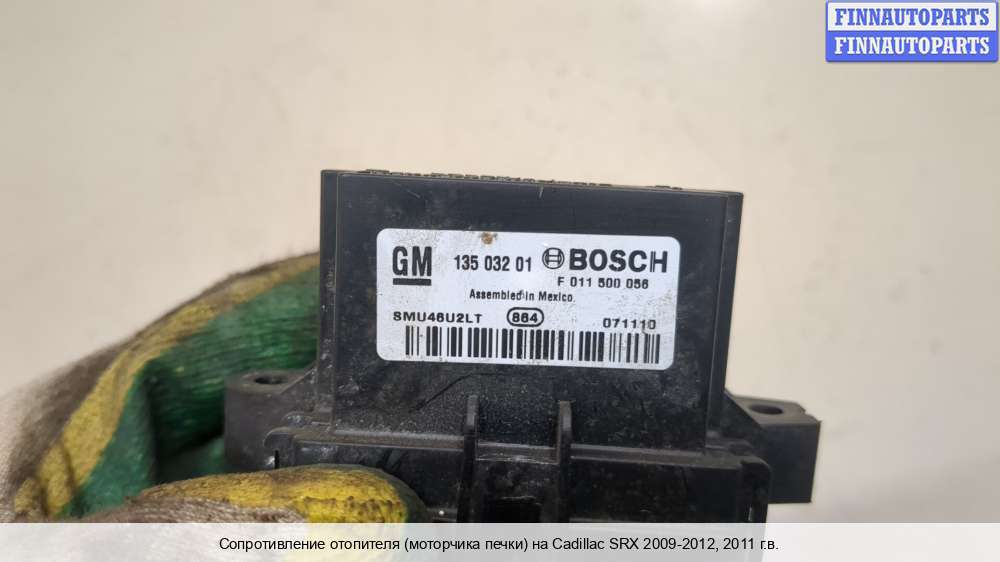 FINNAUTOPARTS
FINNAUTOPARTS
GM 135 032 01 BOSCH
F 011 500 056
Assembled in Mexico
SMU46U2LT 864 071110
Сопротивление отопителя (моторчика печки) на Cadillac SRX 2009-2012, 2011 г.в.